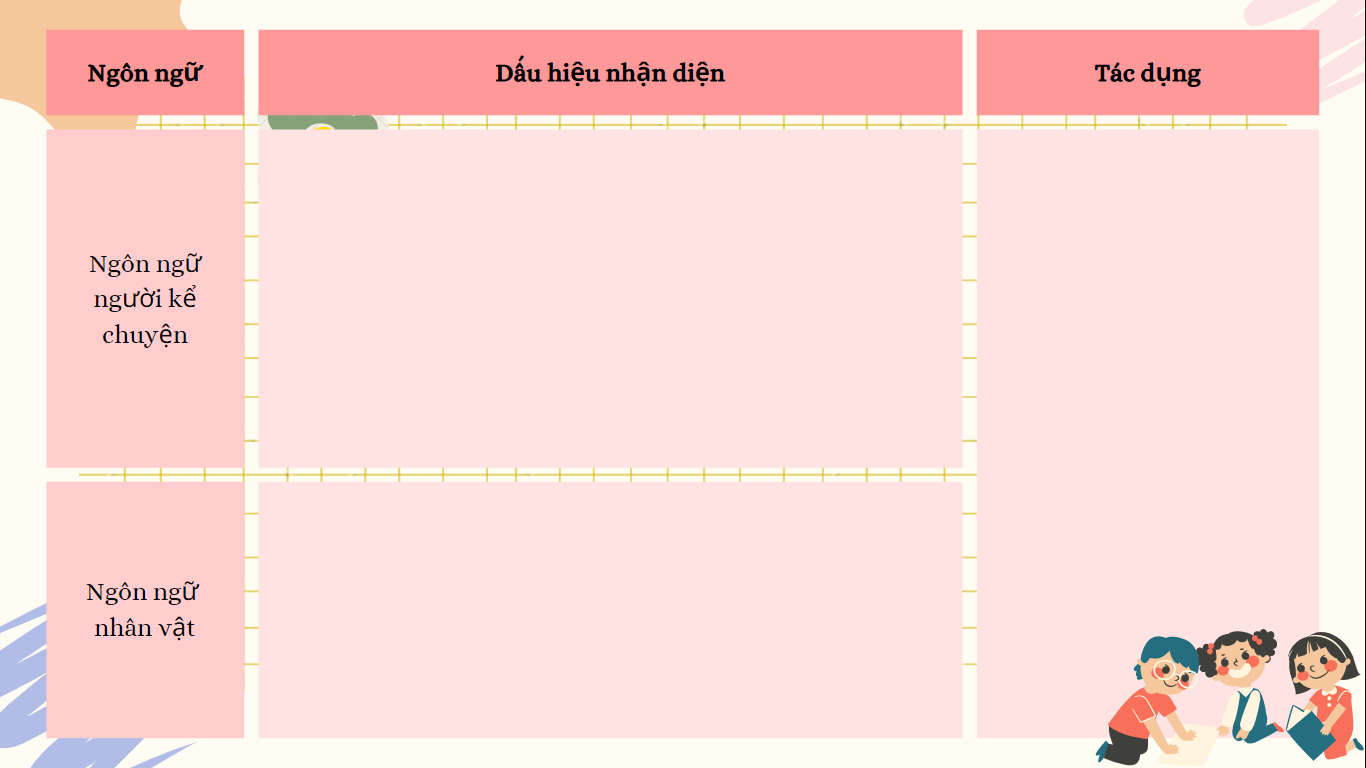 Ngôn ngữ
Dấu hiệu nhận diện
Tác dụng
Ngôn ngữ
người kể
chuyện
Ngôn ngữ
nhân vật